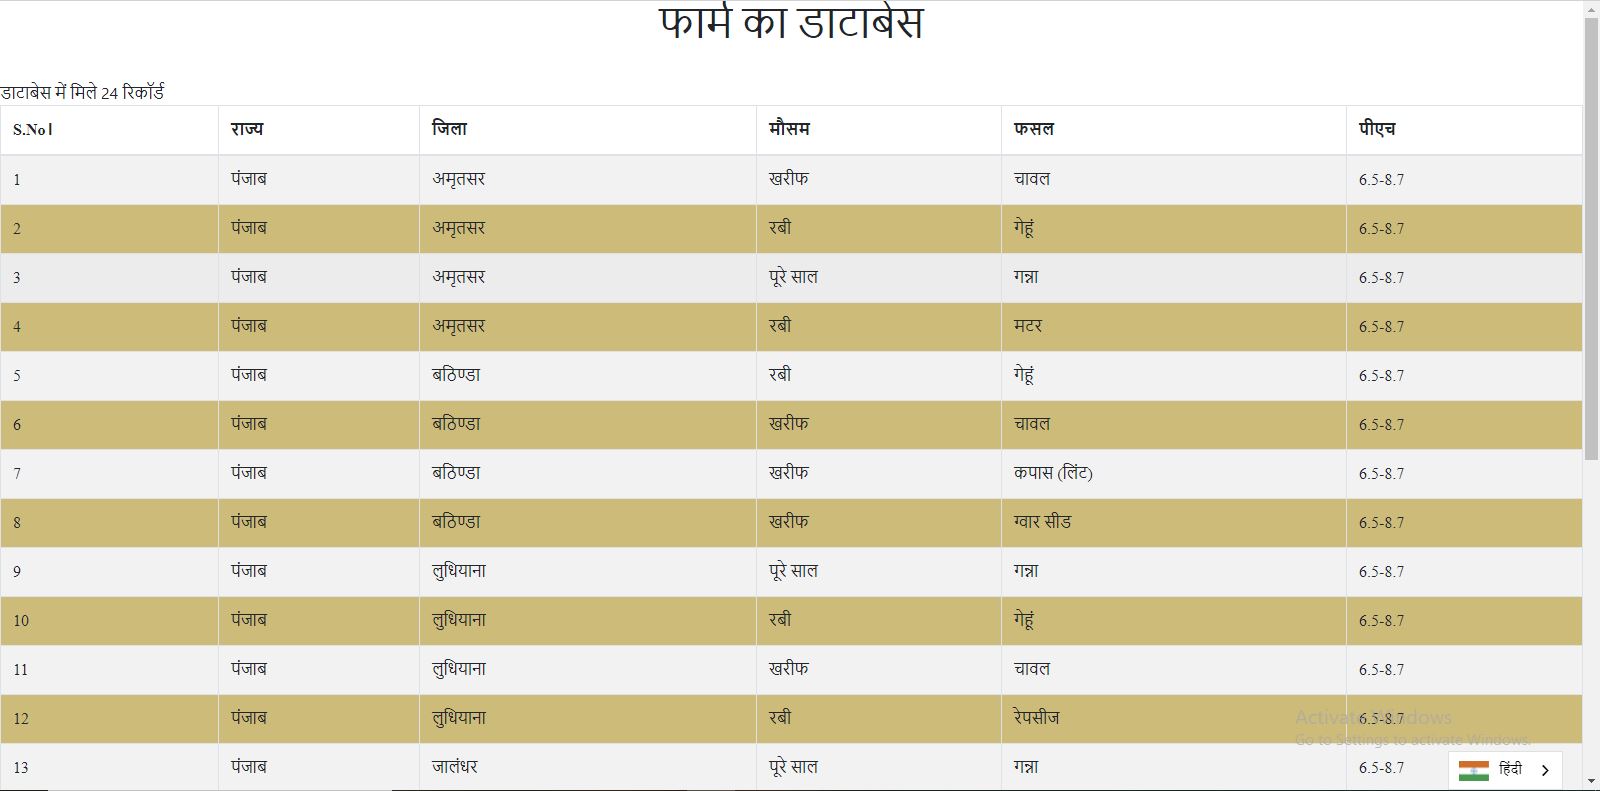 फार्म का डाटाबेस
डाटाबेस में मिले 24 रिकॉर्ड
S.No। राज्य जिला मौसम फसल पीएच
1 पंजाब अमृतसर खरीफ चावल 6.5-8.7
2 पंजाब अमृतसर रबी गेहूं 6.5-8.7
3 पंजाब अमृतसर पूरे साल गन्ना 6.5-8.7
4 पंजाब अमृतसर रबी मटर 6.5-8.7
5 पंजाब बठिण्डा रबी गेहूं 6.5-8.7
6 पंजाब बठिण्डा खरीफ चावल 6.5-8.7
7 पंजाब बठिण्डा खरीफ कपास (लिंट) 6.5-8.7
8 पंजाब बठिण्डा खरीफ ग्वार सीड 6.5-8.7
9 पंजाब लुधियाना पूरे साल गन्ना 6.5-8.7
10 पंजाब लुधियाना रबी गेहूं 6.5-8.7
11 पंजाब लुधियाना खरीफ चावल 6.5-8.7
12 पंजाब लुधियाना रबी रेपसीज 6.5-8.7
Activate Windows
Go to Settings to activate Windows.
13 पंजाब जालंधर पूरे साल गन्ना 6.5-8.7
हिंदी